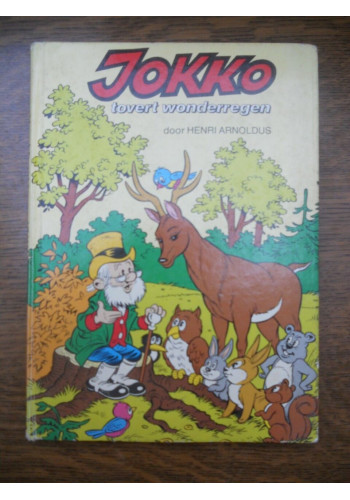 JOKKO
tovert wonderregen
door HENRI ARNOLDUS